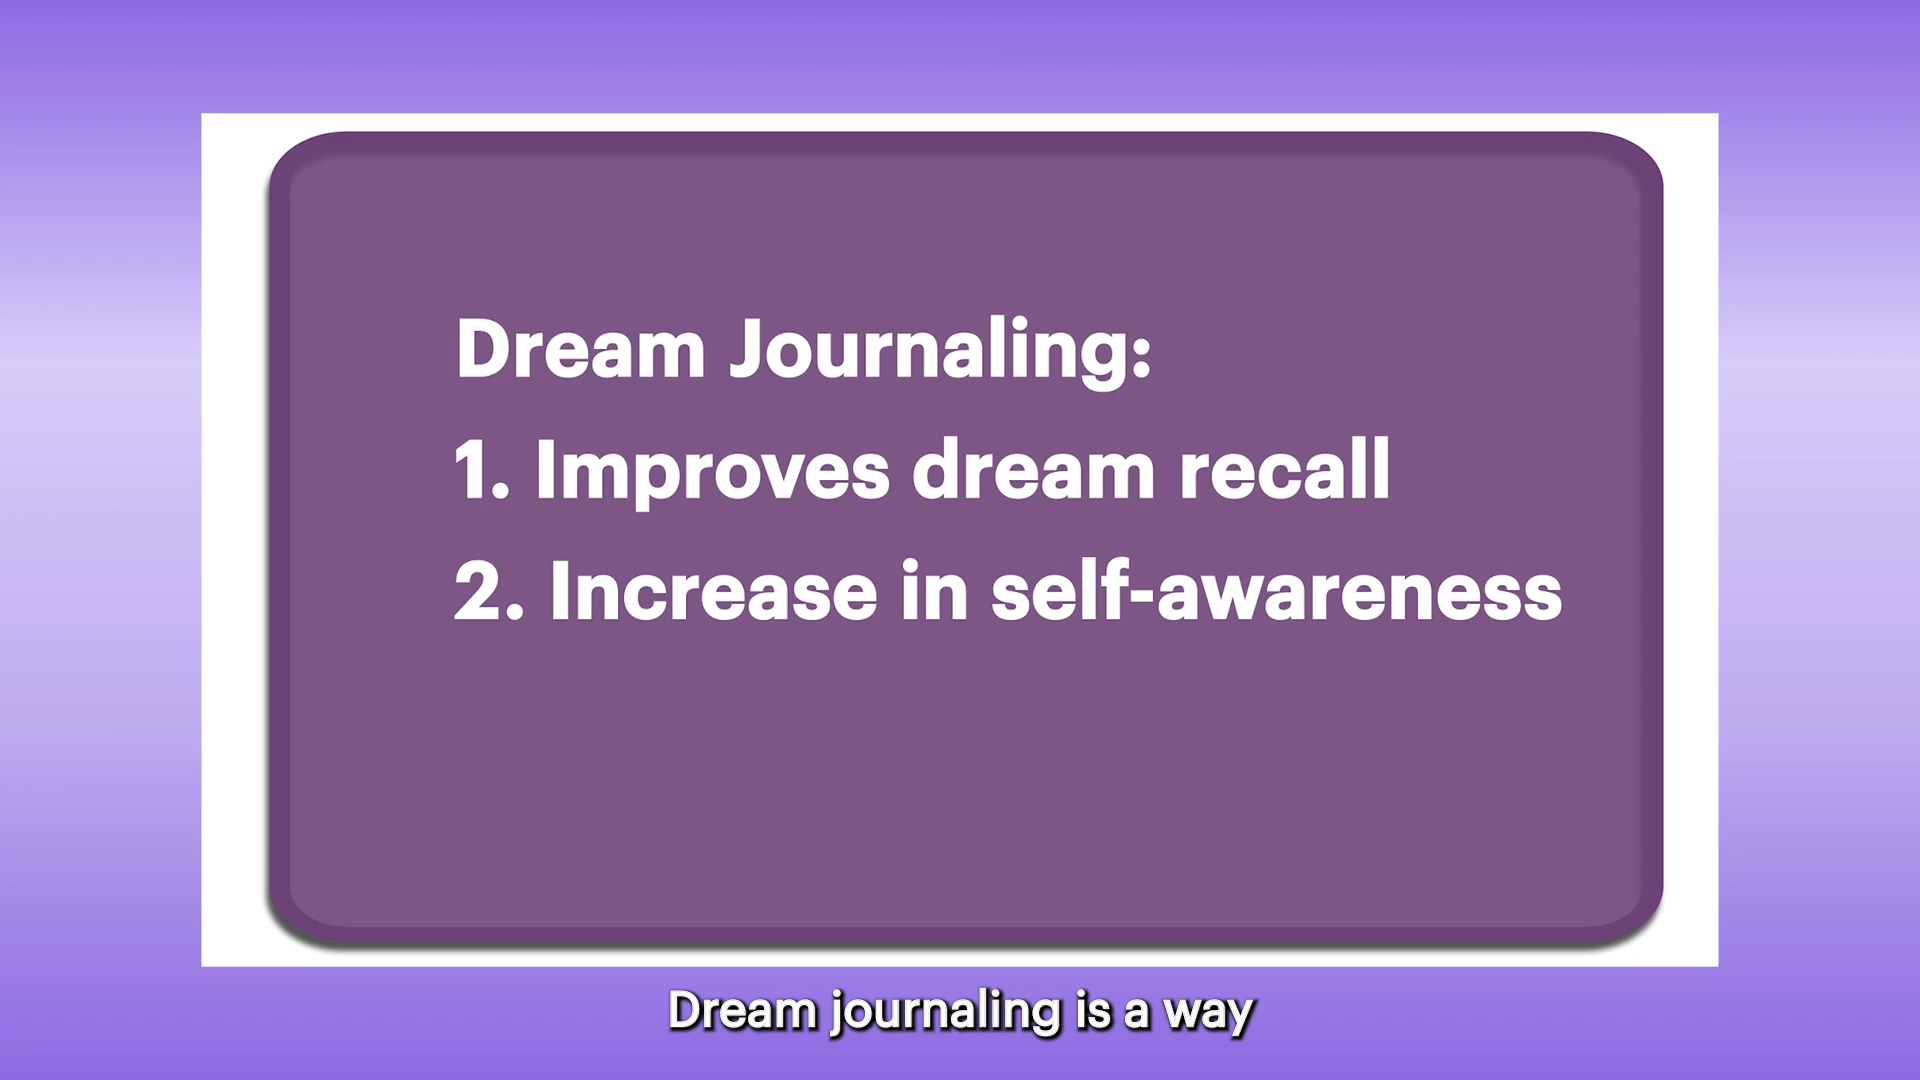 Dream Journaling:
1. Improves dream recall
2. Increase in self-awareness
Dream journaling is a way